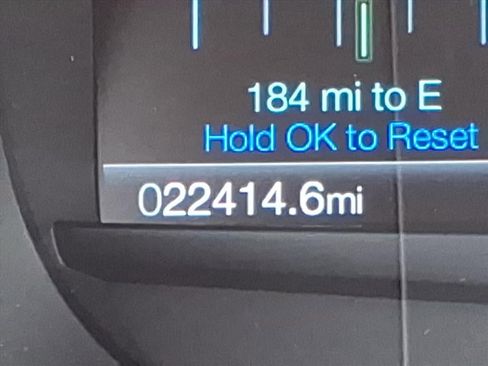 184 mi to E
Hold OK to Reset
022414.6mi